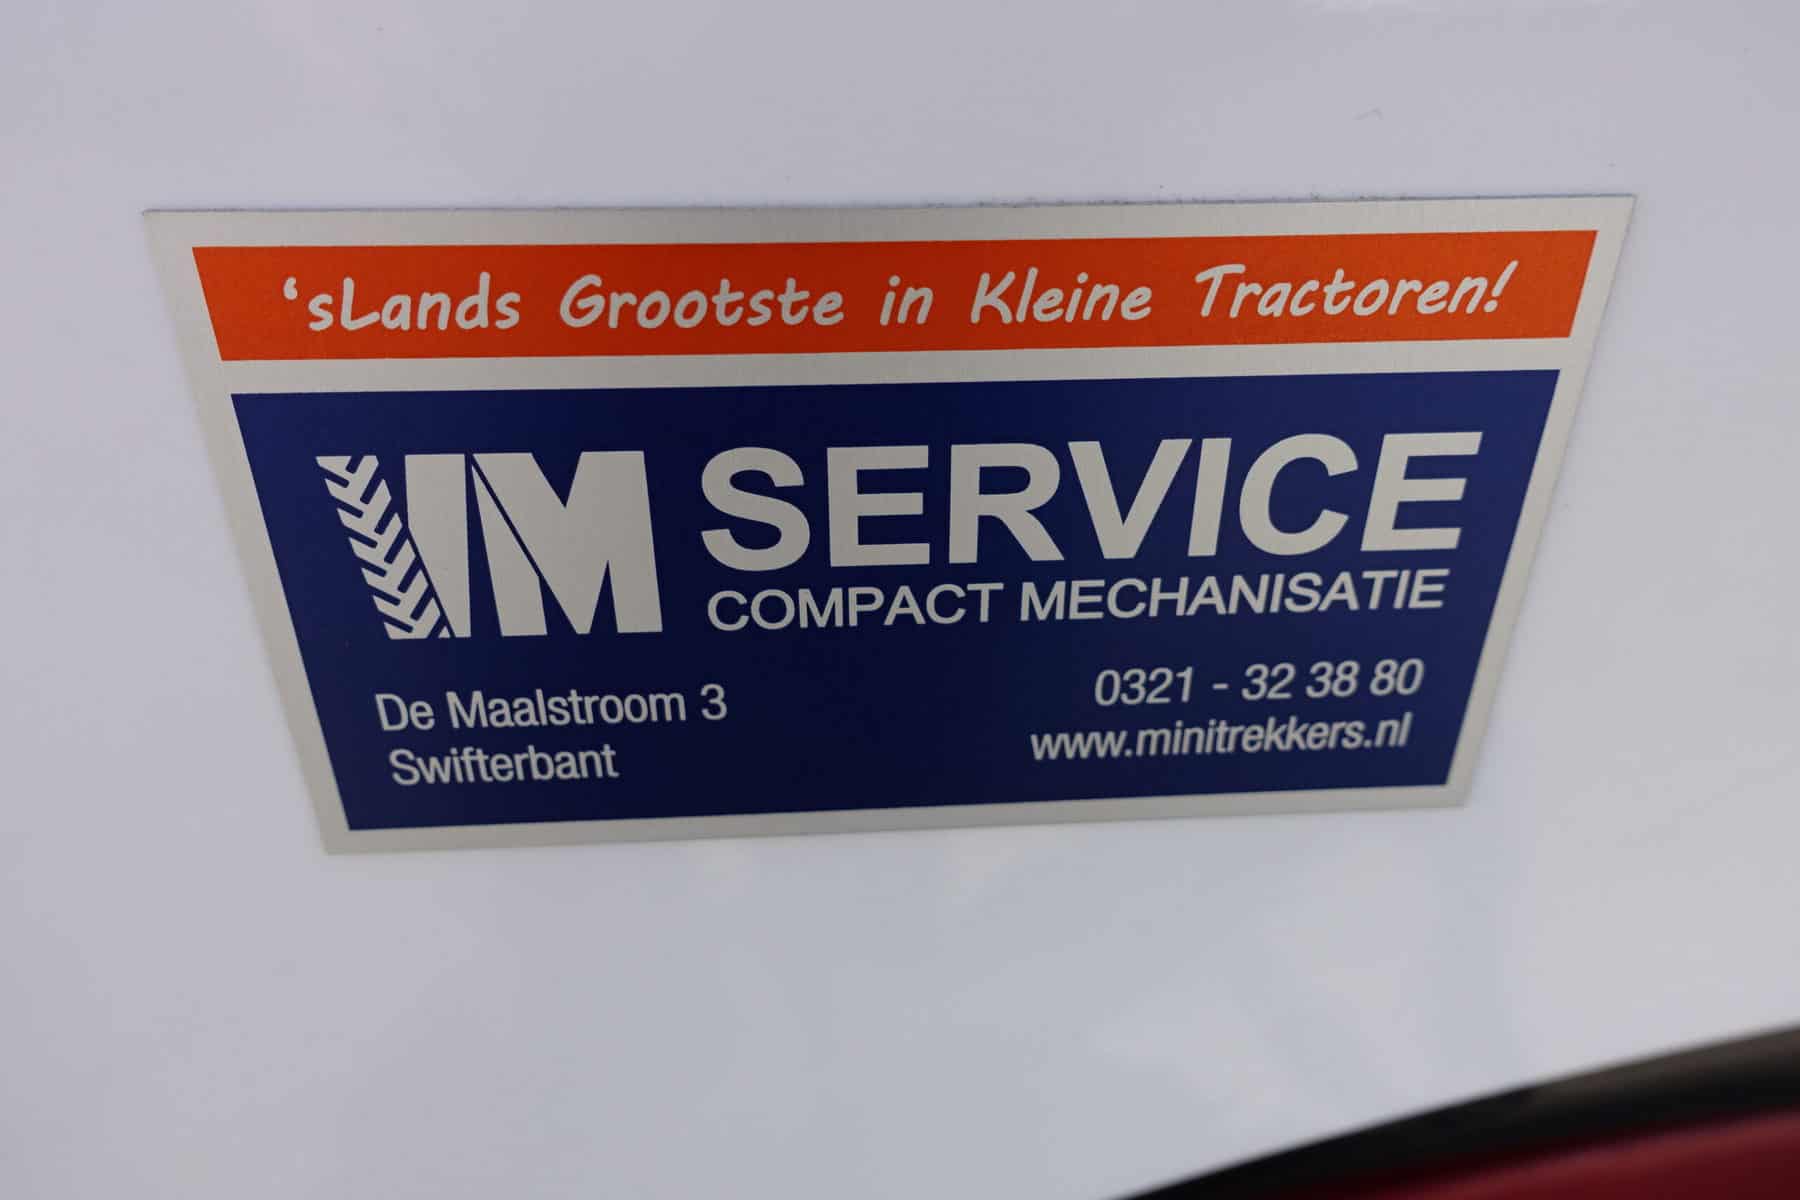 ‘sLands Grootste in Kleine Tractoren!
IM SERVICE
COMPACT MECHANISATIE
De Maalstroom 3
Swifterbant
0321 - 32 38 80
www.minitrekkers.nl